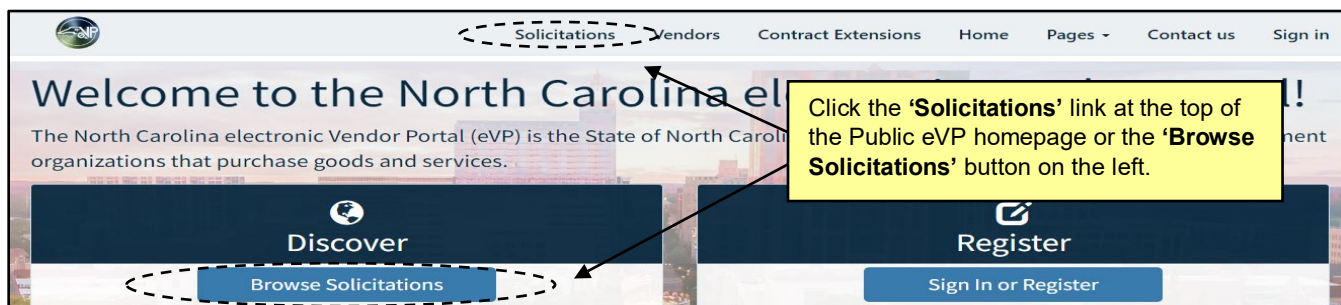 eVP
Solicitations Vendors Contract Extensions Home Pages Contact us Sign in
Welcome to the North Carolina el l!
The North Carolina electronic Vendor Portal (eVP) is the State of North Caroli nent
organizations that purchase goods and services.
Click the ‘Solicitations’ link at the top of
the Public eVP homepage or the ‘Browse
Solicitations’ button on the left.
Discover
Browse Solicitations
Register
Sign In or Register